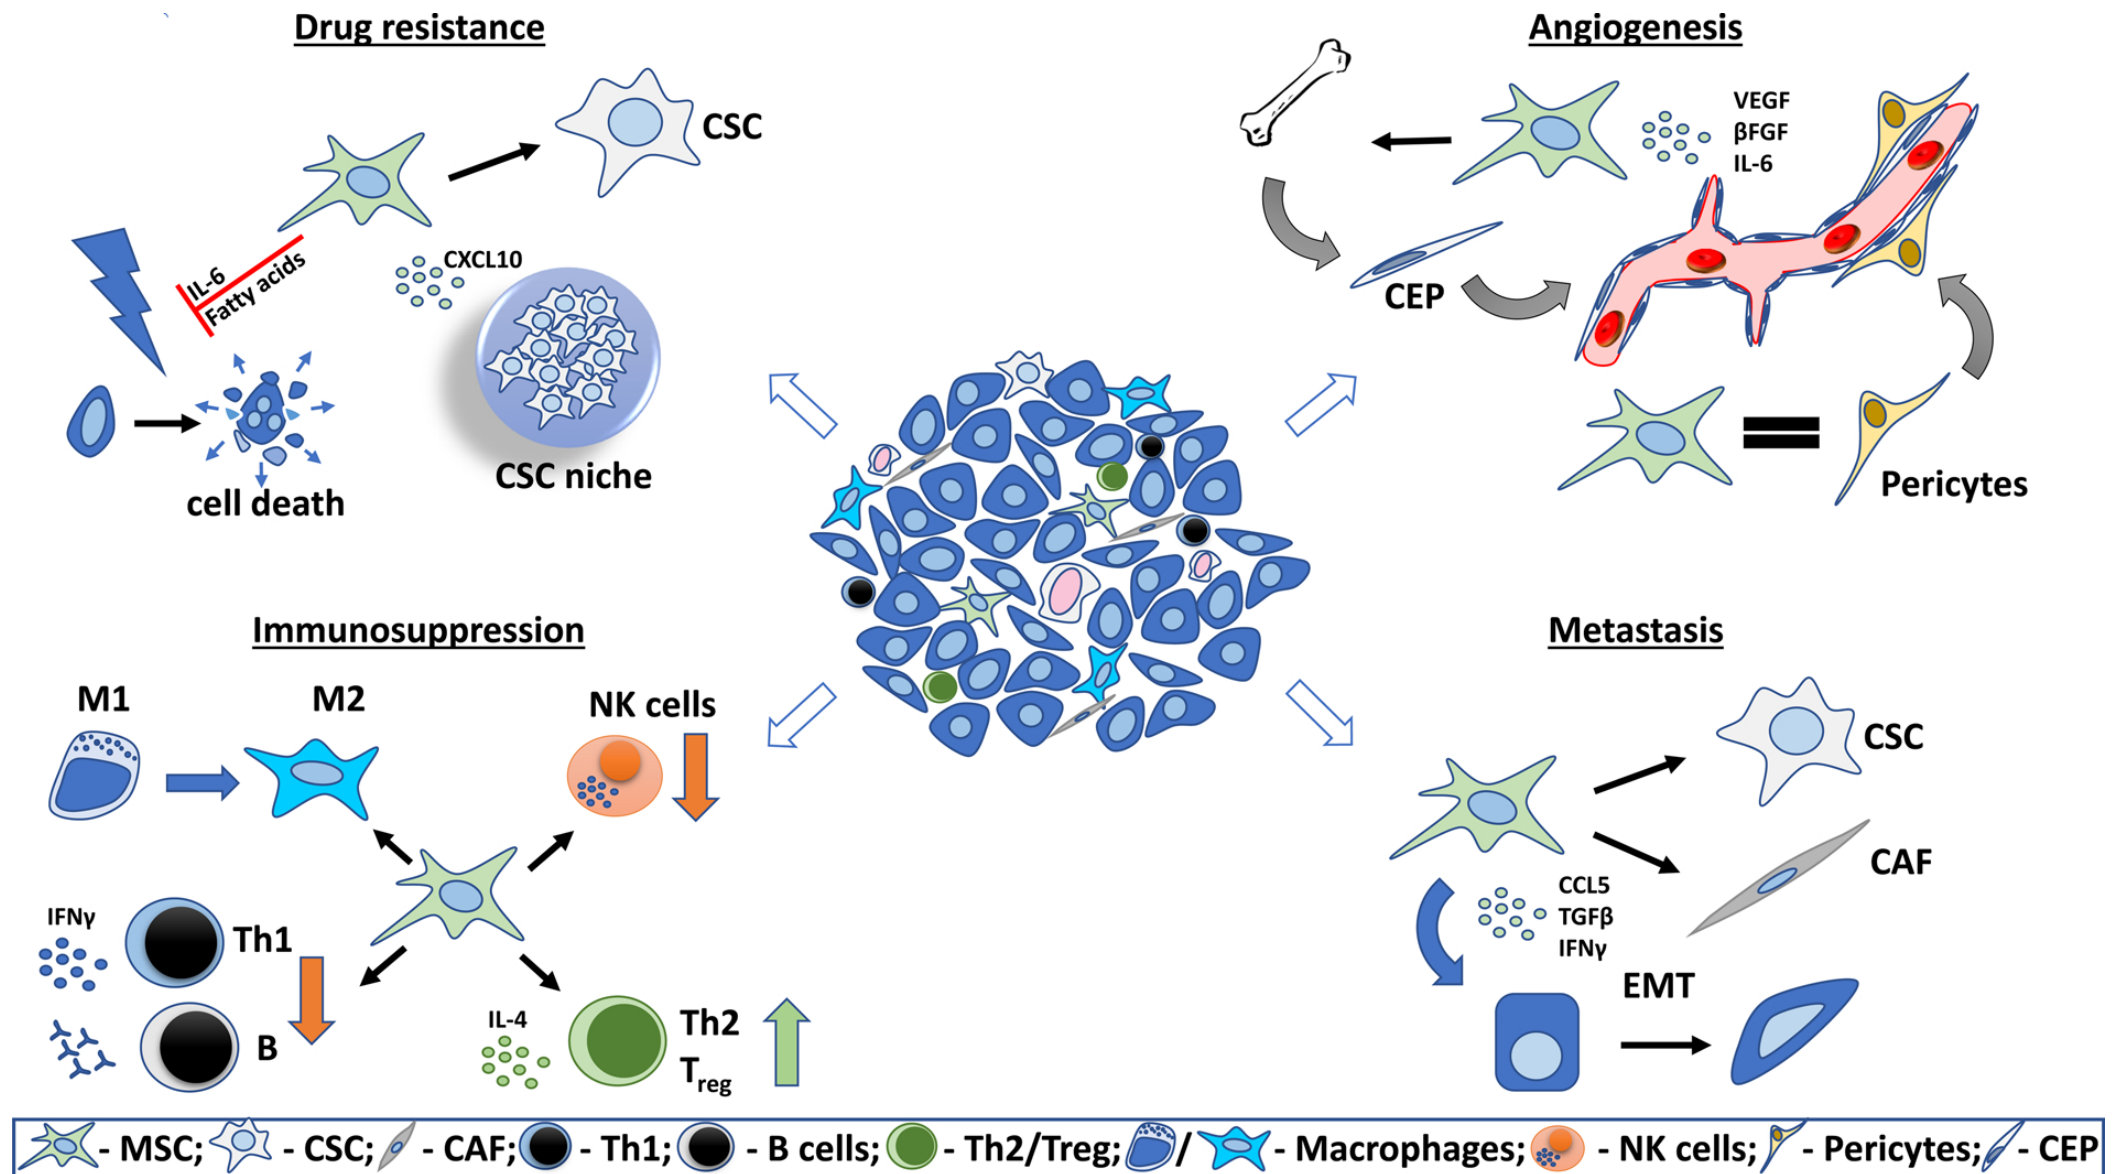 Drug resistance
CSC
IL-6
Fatty acids
CXCL10
cell death
CSC niche
Angiogenesis
VEGF
βFGF
IL-6
CEP
Pericytes
Immunosuppression
M1
M2
NK cells
IFNγ
Th1
B
IL-4
Th2
Treg
Metastasis
CSC
CAF
CCL5
TGFβ
IFNγ
EMT
- MSC; - CSC; - CAF; - Th1; - B cells; - Th2/Treg; / - Macrophages; - NK cells; - Pericytes; - CEP